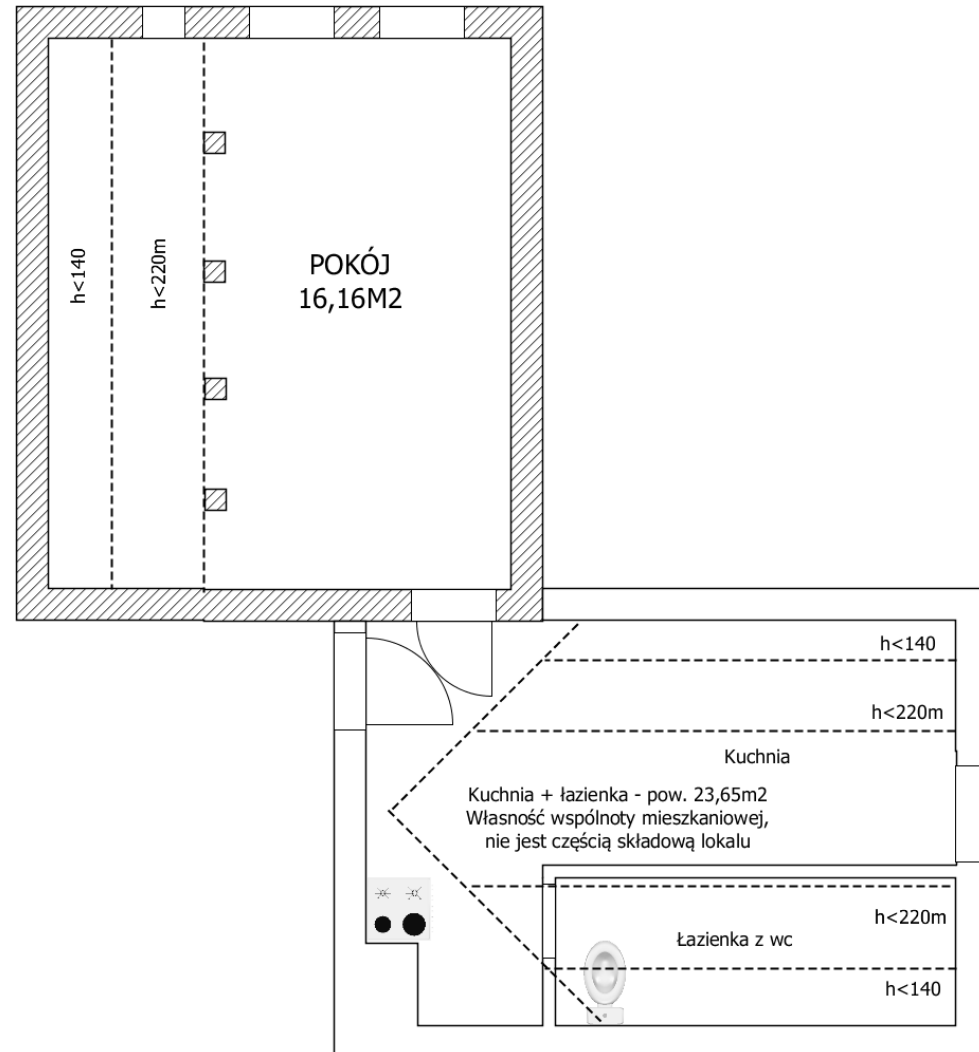 h<140
h<220m
POKÓJ
16,16M2
h<140
h<220m
Kuchnia
Kuchnia + łazienka - pow. 23,65m2
Własność wspólnoty mieszkaniowej,
nie jest częścią składową lokalu
h<220m
Łazienka z wc
h<140